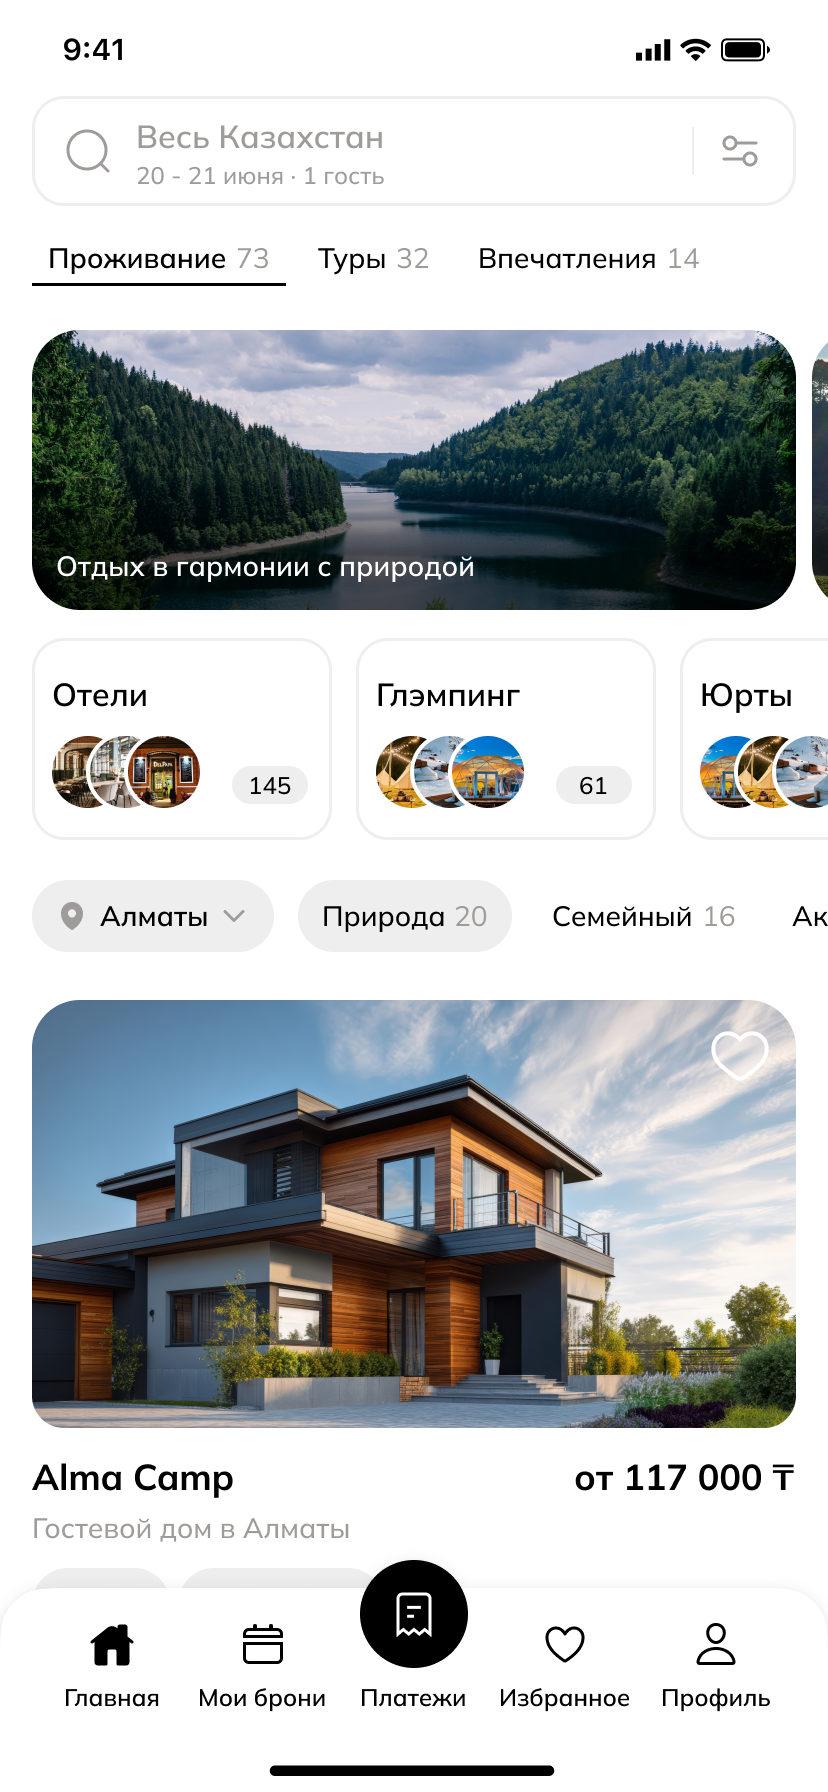 9:41
Весь Казахстан
20 - 21 июня · 1 гость
Проживание 73 Туры 32 Впечатления 14
Отдых в гармонии с природой
Отели Глэмпинг Юрты
145 61
Алматы Природа 20 Семейный 16 Ак
Alma Camp от 117 000 ₸
Гостевой дом в Алматы
Главная Мои брони Платежи Избранное Профиль